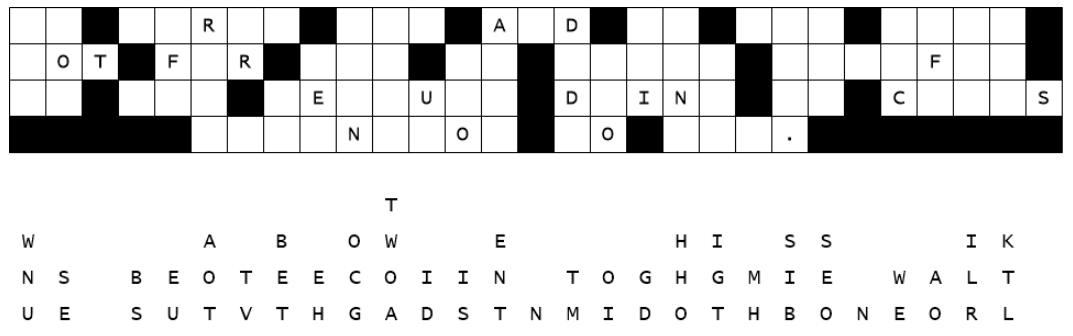 R A D
O T F R F
E U D I N C S
N O O .
T
W A B O W E H I S S I K
N S B E O T E E C O I I N T O G H G M I E W A L T
U E S U T V T H G A D S T N M I D O T H B O N E O R L